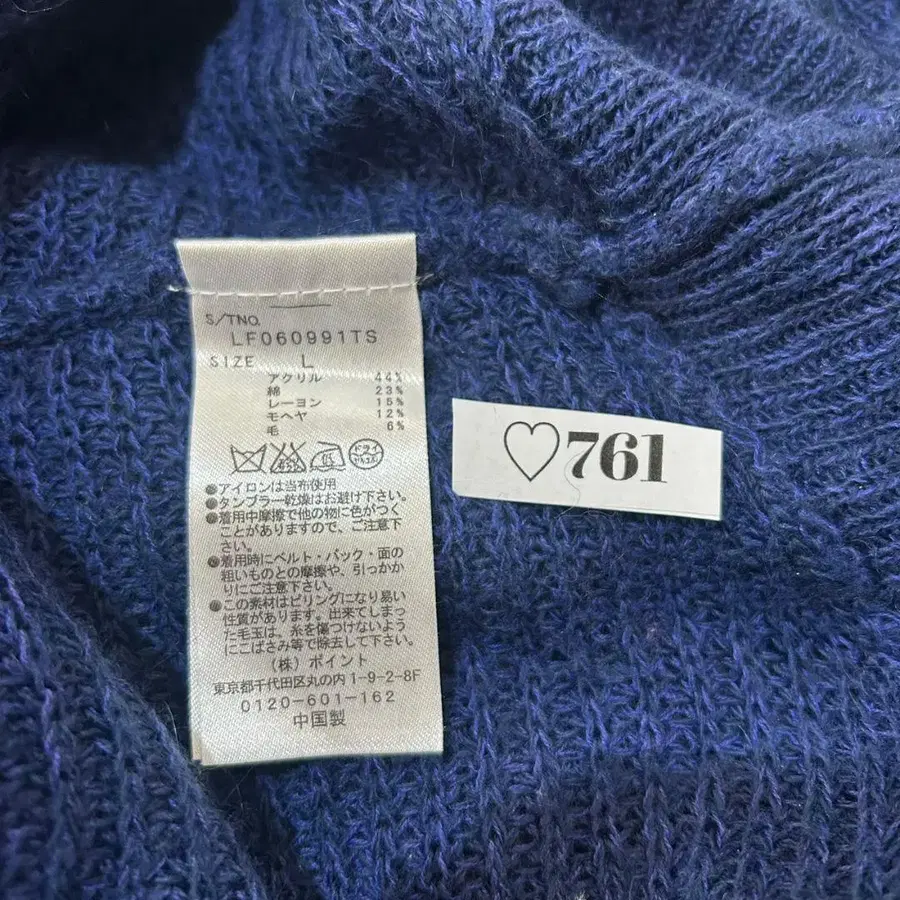 S/TNO.
LF060991TS
SIZE L
アクリル 44%
綿 23%
レーヨン 15%
モヘヤ 12%
毛 6%
●アイロンは当布使用
●タンブラー乾燥はお避け下さい。
●着用中摩擦で他の物に色がつく
ことがありますので、ご注意下
さい。
●着用時にベルト・バック・面の
粗いものとの摩擦や、引っかか
りにご注意下さい。
●この素材はピリングになり易い
性質があります。出来てしまっ
た毛玉は、糸を傷つけないよう
にこばさみ等で除去して下さい。
(株)ポイント
東京都千代田区丸の内1-9-2-8F
0120-601-162
中国製
♡761